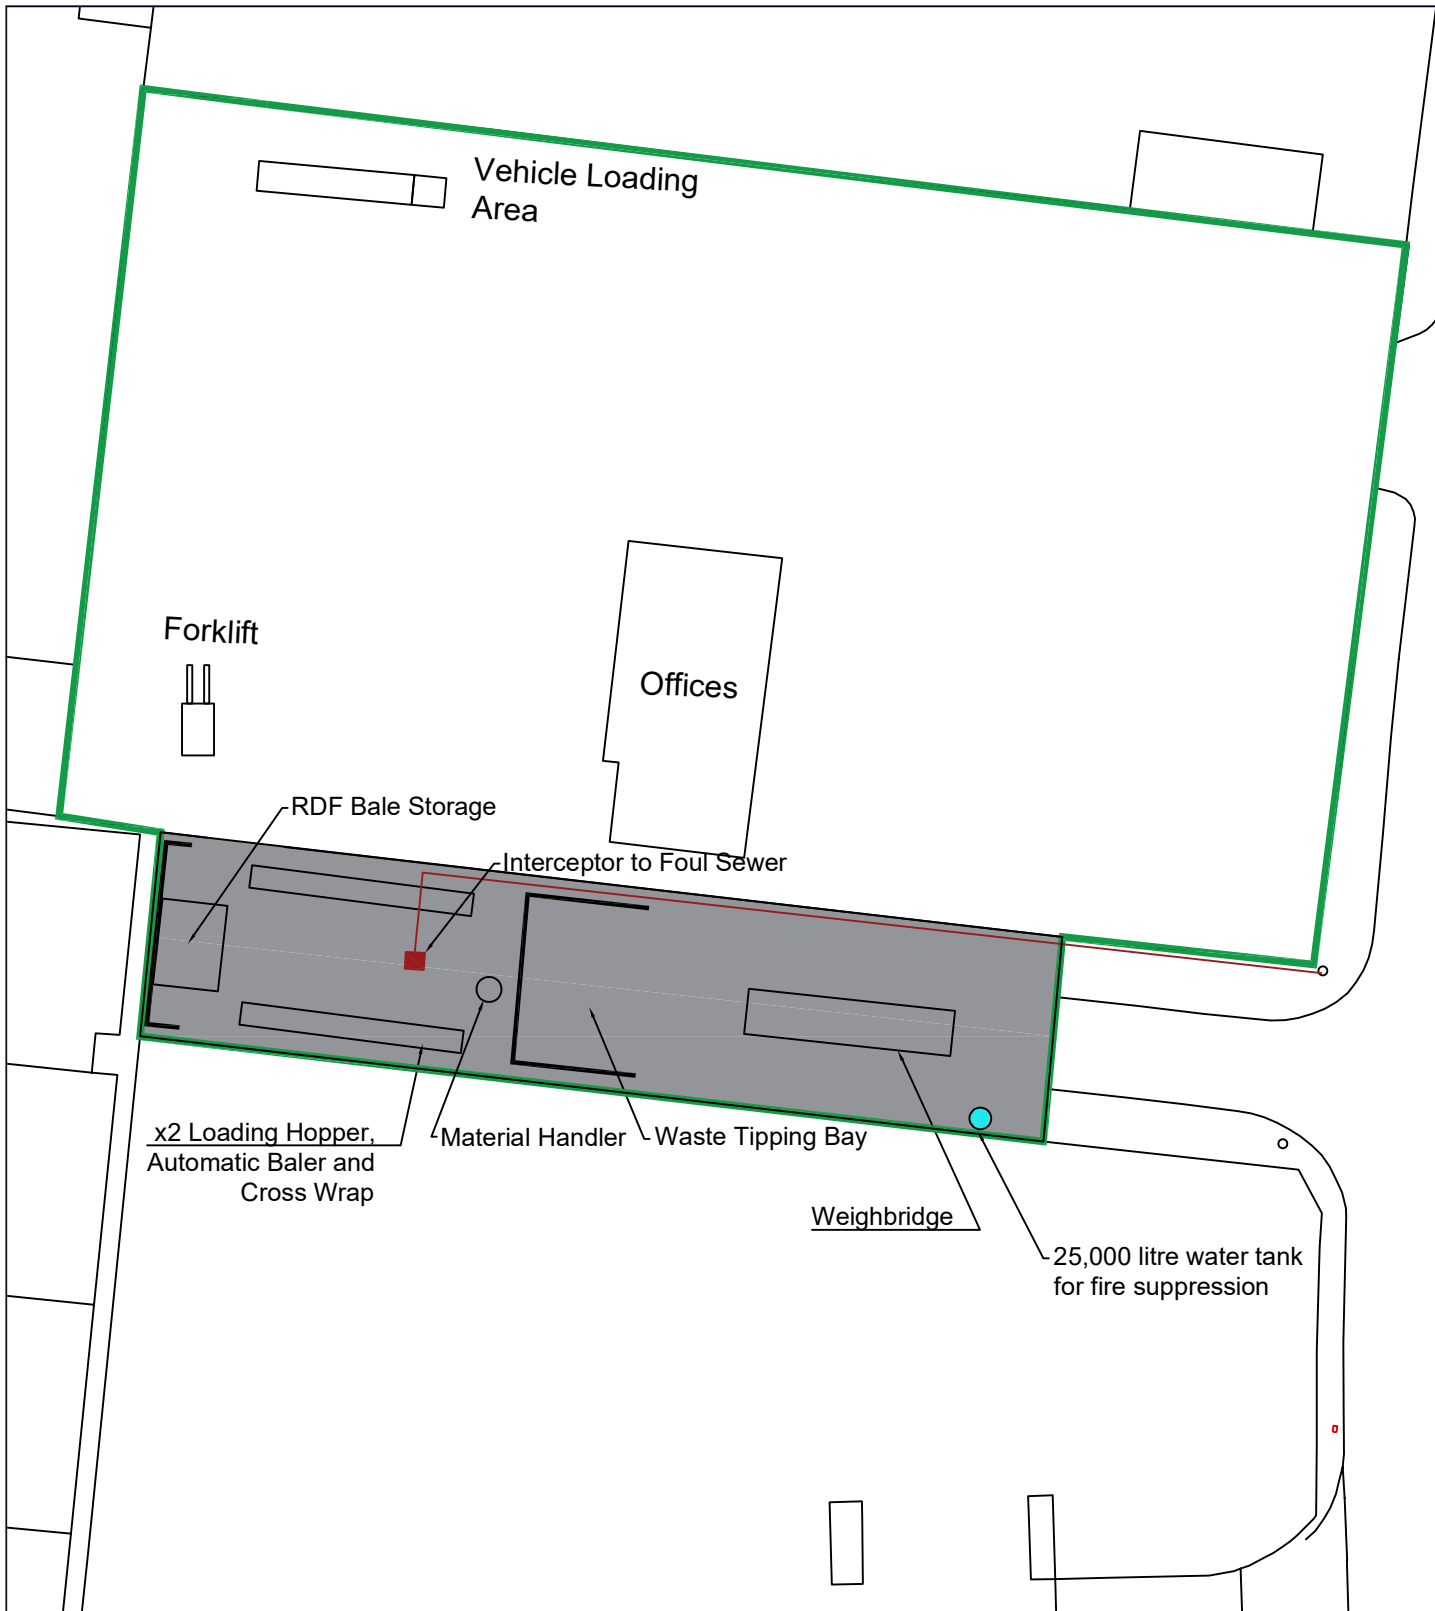 Vehicle Loading
Area
Forklift
Offices
RDF Bale Storage
Interceptor to Foul Sewer
x2 Loading Hopper,
Automatic Baler and
Cross Wrap
Material Handler
Waste Tipping Bay
Weighbridge
25,000 litre water tank
for fire suppression